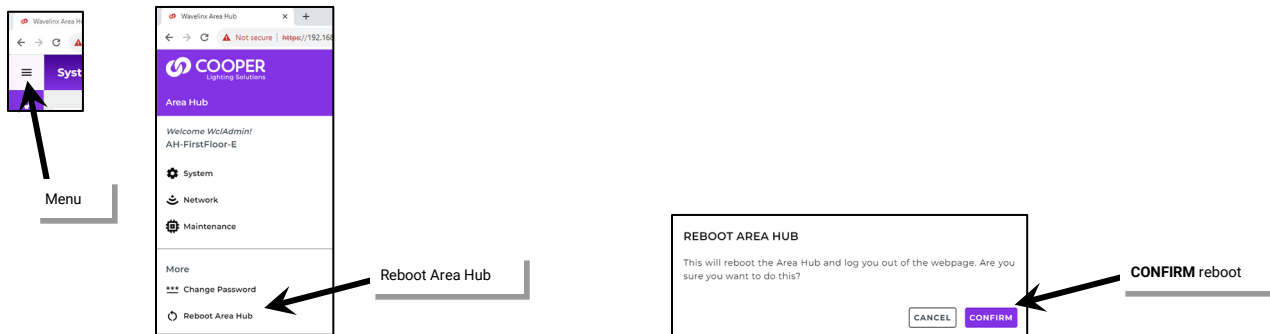 Wavelinx Area H
Syst
Menu
Wavelinx Area Hub
Not secure | https://192.168
COOPER
Lighting Solutions
Area Hub
Welcome WclAdmin!
AH-FirstFloor-E
System
Network
Maintenance
More
*** Change Password
Reboot Area Hub
Reboot Area Hub
REBOOT AREA HUB
This will reboot the Area Hub and log you out of the webpage. Are you
sure you want to do this?
CANCEL CONFIRM
CONFIRM reboot